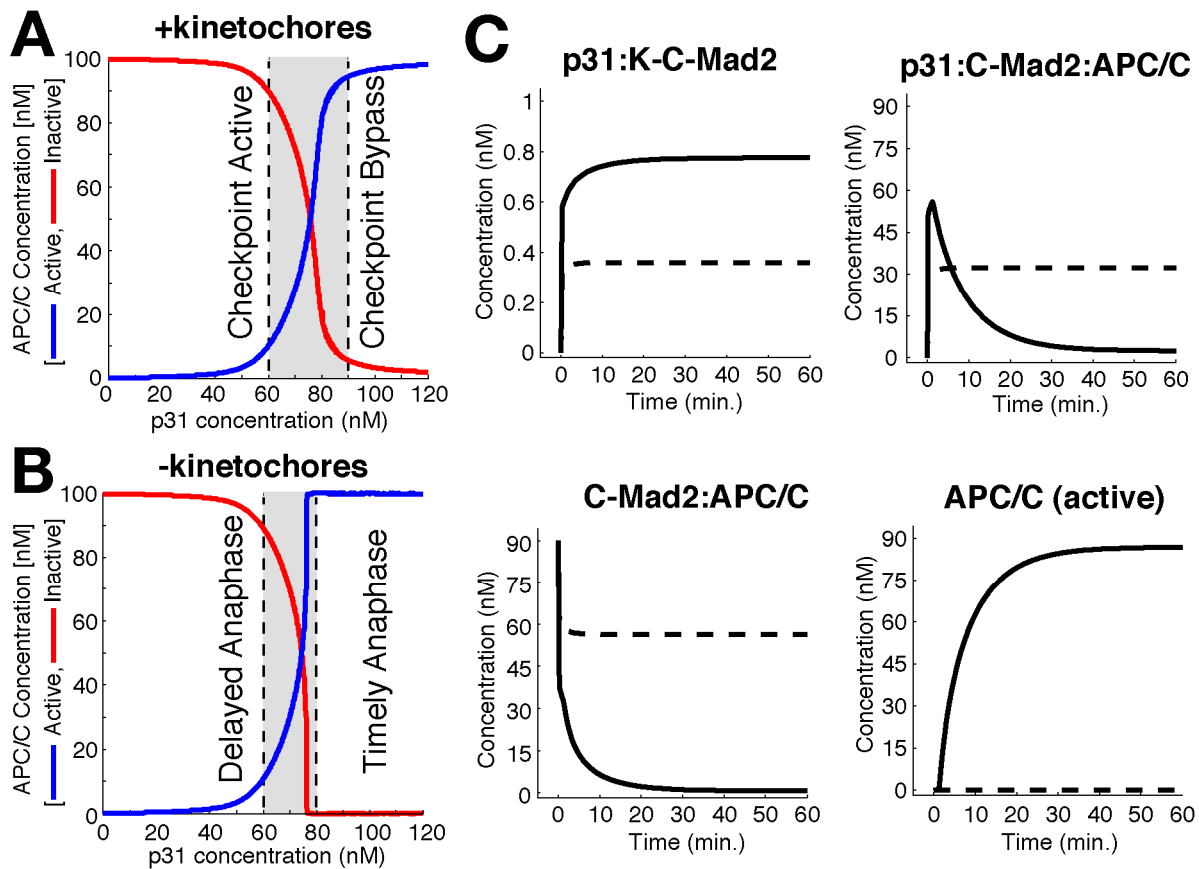 A
+kinetochores
APC/C Concentration [nM]
[ Active, Inactive]
100
80
60
40
20
0
Checkpoint Active
Checkpoint Bypass
0 20 40 60 80 100 120
p31 concentration (nM)
B
-kinetochores
APC/C Concentration [nM]
[ Active, Inactive]
100
80
60
40
20
0
Delayed Anaphase
Timely Anaphase
0 20 40 60 80 100 120
p31 concentration (nM)
C
p31:K-C-Mad2
Concentration (nM)
1
0.8
0.6
0.4
0.2
0
0 10 20 30 40 50 60
Time (min.)
p31:C-Mad2:APC/C
Concentration (nM)
90
75
60
45
30
15
0
0 10 20 30 40 50 60
Time (min.)
C-Mad2:APC/C
Concentration (nM)
90
75
60
45
30
15
0
0 10 20 30 40 50 60
Time (min.)
APC/C (active)
Concentration (nM)
90
75
60
45
30
15
0
0 10 20 30 40 50 60
Time (min.)